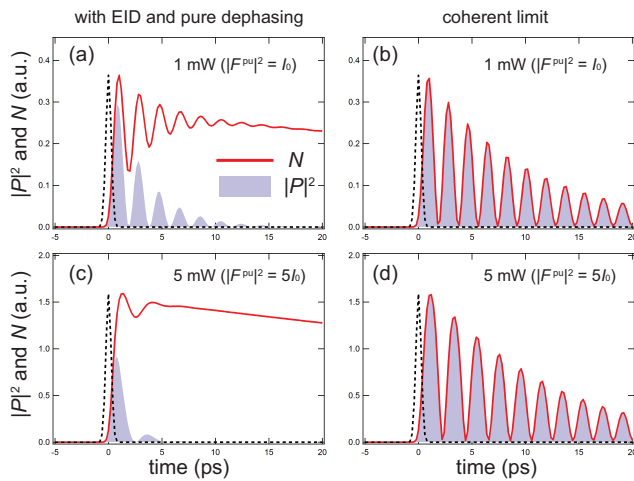 with EID and pure dephasing
coherent limit
(a)
1 mW (|F^pu|² = I₀)
|P|² and N (a.u.)
0.4
0.3
0.2
0.1
0.0
N
|P|²
-5
0
5
10
15
20
(b)
1 mW (|F^pu|² = I₀)
0.4
0.3
0.2
0.1
0.0
-5
0
5
10
15
20
(c)
5 mW (|F^pu|² = 5I₀)
|P|² and N (a.u.)
2.0
1.5
1.0
0.5
0.0
-5
0
5
10
15
20
time (ps)
(d)
5 mW (|F^pu|² = 5I₀)
2.0
1.5
1.0
0.5
0.0
-5
0
5
10
15
20
time (ps)